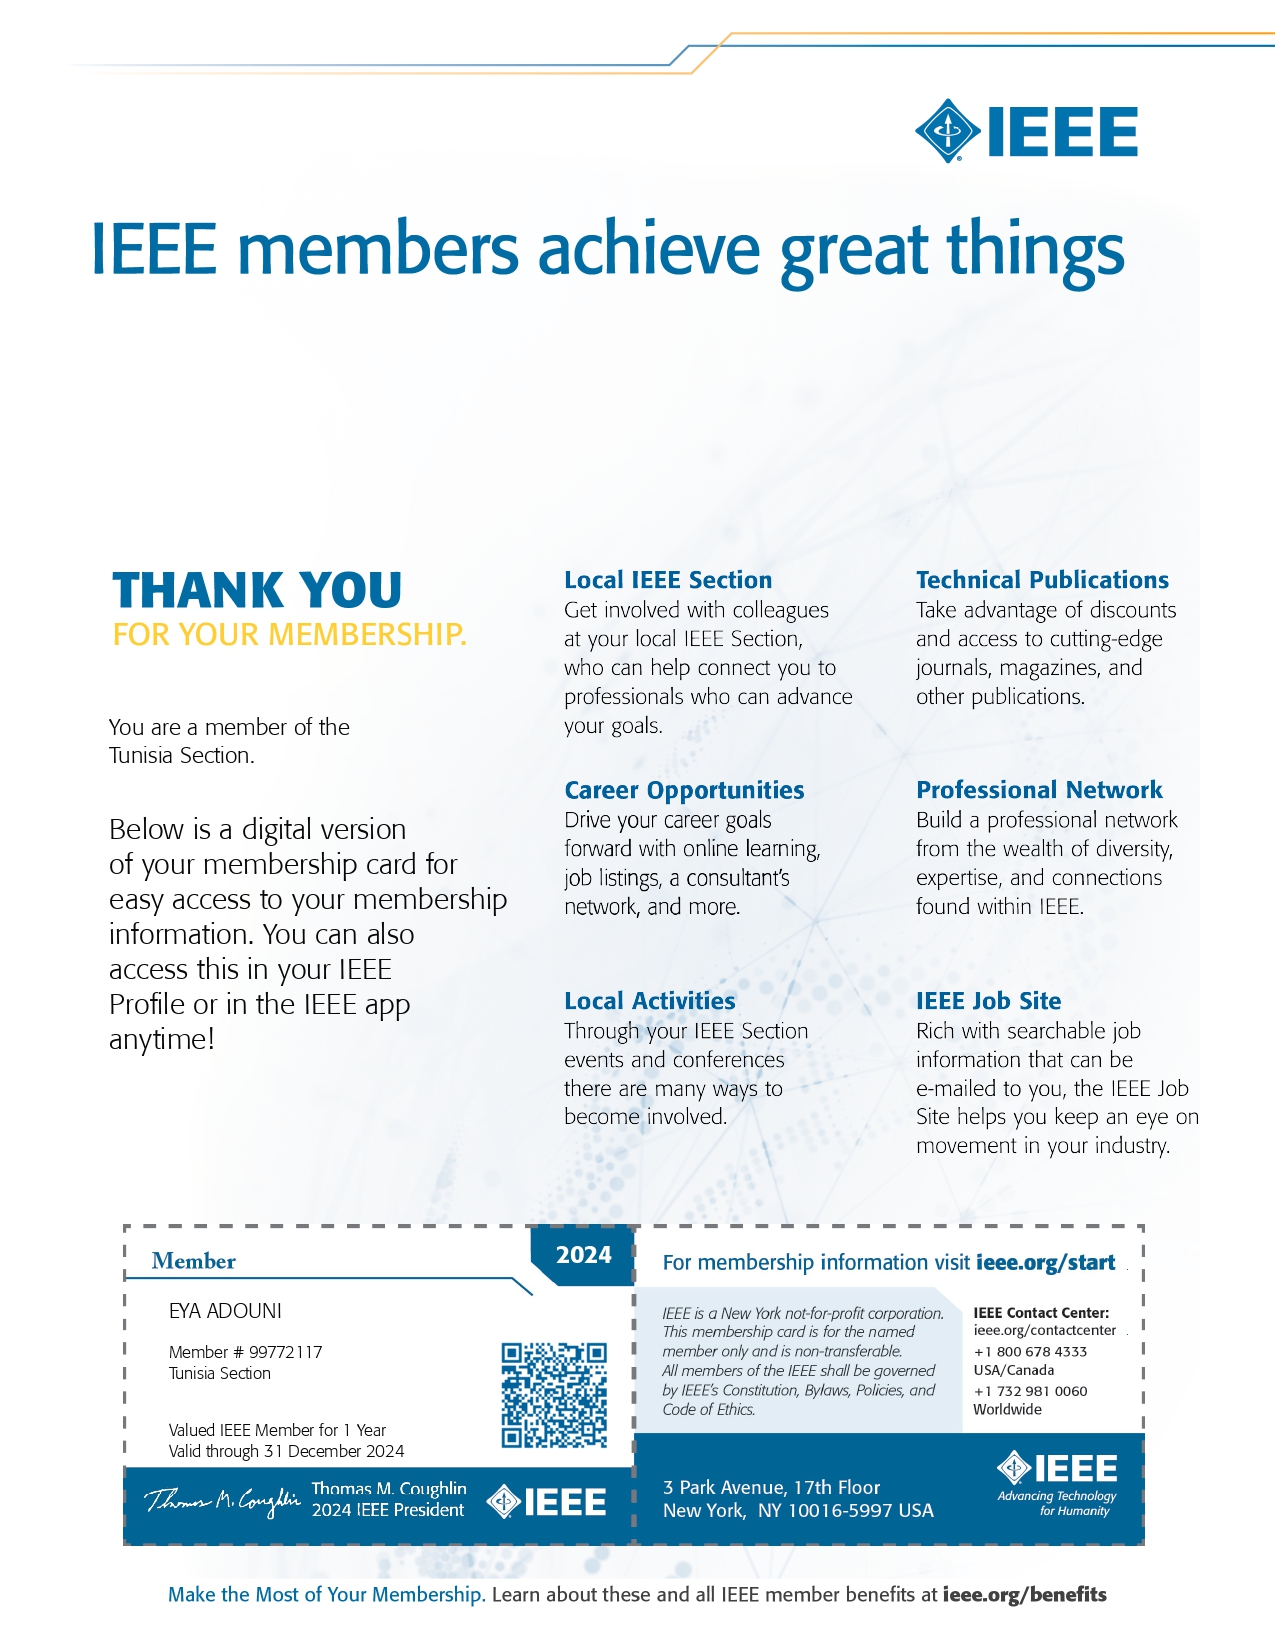 IEEE
IEEE members achieve great things
THANK YOU
FOR YOUR MEMBERSHIP.
You are a member of the
Tunisia Section.
Below is a digital version
of your membership card for
easy access to your membership
information. You can also
access this in your IEEE
Profile or in the IEEE app
anytime!
Local IEEE Section
Get involved with colleagues
at your local IEEE Section,
who can help connect you to
professionals who can advance
your goals.
Career Opportunities
Drive your career goals
forward with online learning,
job listings, a consultant's
network, and more.
Local Activities
Through your IEEE Section
events and conferences
there are many ways to
become involved.
Technical Publications
Take advantage of discounts
and access to cutting-edge
journals, magazines, and
other publications.
Professional Network
Build a professional network
from the wealth of diversity,
expertise, and connections
found within IEEE.
IEEE Job Site
Rich with searchable job
information that can be
e-mailed to you, the IEEE Job
Site helps you keep an eye on
movement in your industry.
Member
2024
EYA ADOUNI
Member # 99772117
Tunisia Section
Valued IEEE Member for 1 Year
Valid through 31 December 2024
Thomas M. Coughlin
Thomas M. Coughlin
2024 IEEE President
IEEE
For membership information visit ieee.org/start
IEEE is a New York not-for-profit corporation.
This membership card is for the named
member only and is non-transferable.
All members of the IEEE shall be governed
by IEEE's Constitution, Bylaws, Policies, and
Code of Ethics.
IEEE Contact Center:
ieee.org/contactcenter
+1 800 678 4333
USA/Canada
+1 732 981 0060
Worldwide
3 Park Avenue, 17th Floor
New York, NY 10016-5997 USA
IEEE
Advancing Technology
for Humanity
Make the Most of Your Membership. Learn about these and all IEEE member benefits at ieee.org/benefits